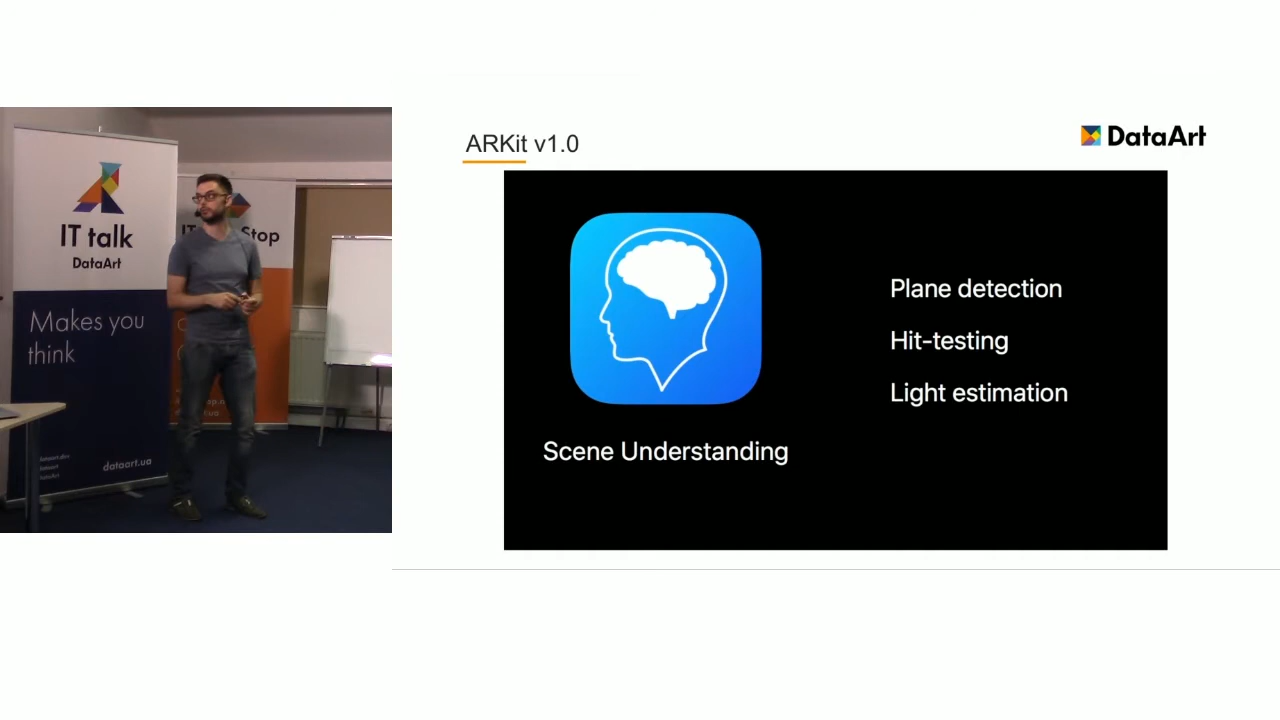 IT talk
DataArt
Makes you
think
dataart.ua
IT
Stop
ARKit v1.0
DataArt
Plane detection
Hit-testing
Light estimation
Scene Understanding